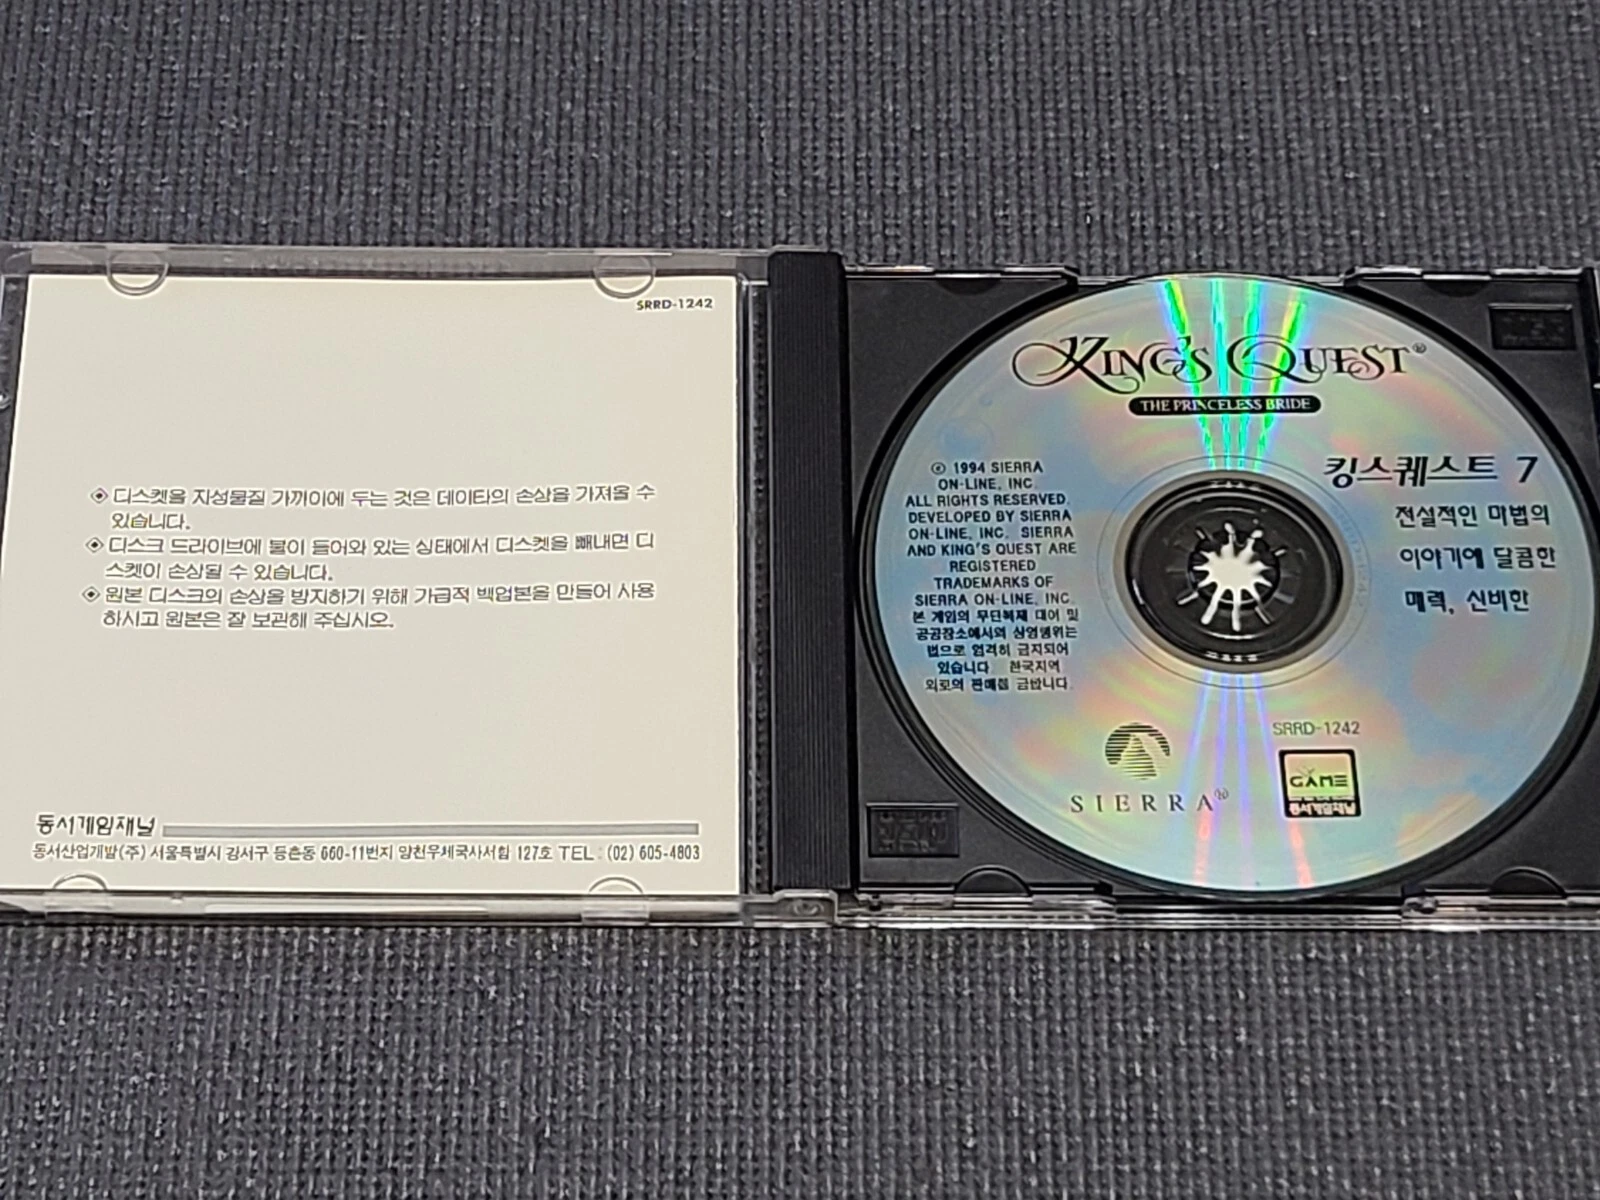 SRRD-1242
◈ 디스켓을 지성물질 가까이에 두는 것은 데이타의 손상을 가져올 수
있습니다.
◈ 디스크 드라이브에 불이 들어와 있는 상태에서 디스켓을 빼내면 디
스켓이 손상될 수 있습니다.
◈ 원본 디스크의 손상을 방지하기 위해 가급적 백업본을 만들어 사용
하시고 원본은 잘 보관해 주십시오.
동서게임채널
동서산업개발(주) 서울특별시 강서구 등촌동 660-11번지 양천우체국사서함 127호 TEL : (02) 605-4803
KING'S QUEST®
THE PRINCELESS BRIDE
© 1994 SIERRA
ON-LINE, INC.
ALL RIGHTS RESERVED.
DEVELOPED BY SIERRA
ON-LINE, INC. SIERRA
AND KING'S QUEST ARE
REGISTERED
TRADEMARKS OF
SIERRA ON-LINE, INC.
본 게임의 무단복제 대여 및
공공장소에서의 상영행위는
법으로 엄격히 금지되어
있습니다 한국지역
외로의 판매를 금합니다.
킹스퀘스트 7
전설적인 마법의
이야기에 달콤한
매력, 신비한
SIERRA®
SRRD-1242
GAME
동서게임채널